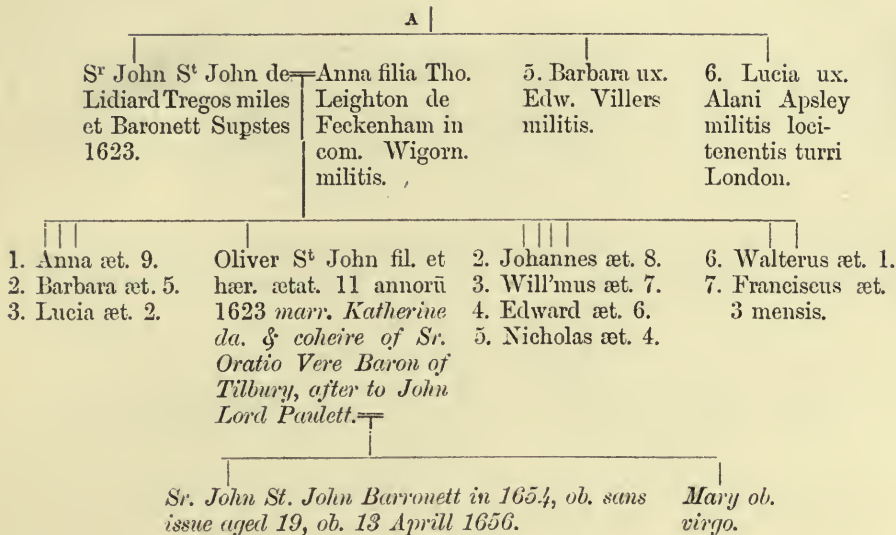 A
Sʳ John Sᵗ John de
Lidiard Tregos miles
et Baronett Supstes
1623.
Anna filia Tho.
Leighton de
Feckenham in
com. Wigorn.
militis.
5. Barbara ux.
Edw. Villers
militis.
6. Lucia ux.
Alani Apsley
militis loci-
tenentis turri
London.
1. Anna æt. 9.
2. Barbara æt. 5.
3. Lucia æt. 2.
Oliver Sᵗ John fil. et
hær. ætat. 11 annorū
1623 marr. Katherine
da. & coheire of Sr.
Oratio Vere Baron of
Tilbury, after to John
Lord Paulett.
2. Johannes æt. 8.
3. Will'mus æt. 7.
4. Edward æt. 6.
5. Nicholas æt. 4.
6. Walterus æt. 1.
7. Franciscus æt.
3 mensis.
Sr. John St. John Barronett in 1654, ob. sans
issue aged 19, ob. 13 Aprill 1656.
Mary ob.
virgo.